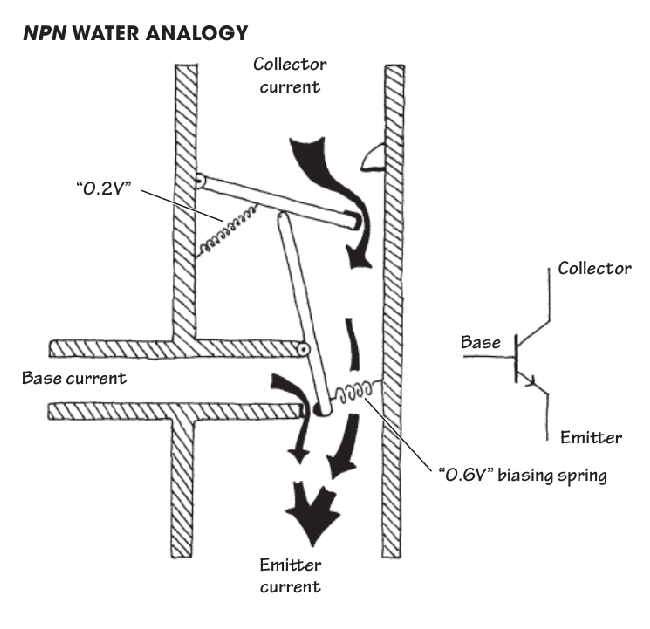 NPN WATER ANALOGY
Collector
current
"0.2V"
Collector
Base
Base current
Emitter
"0.6V" biasing spring
Emitter
current